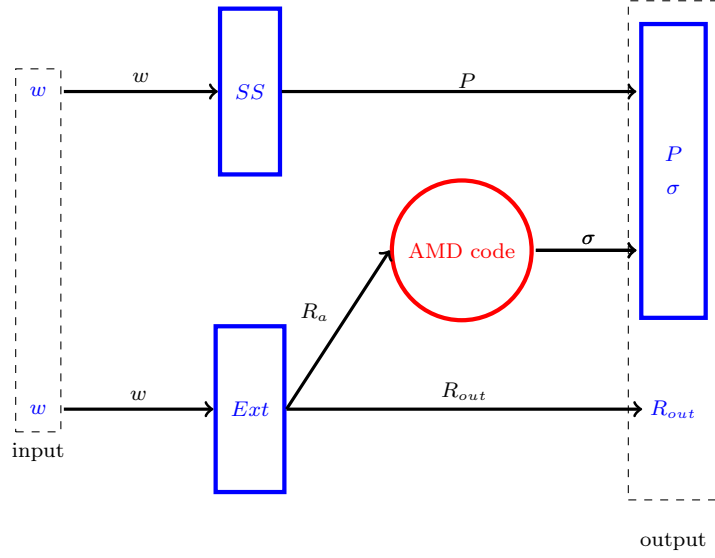 w
w
SS
P
P
σ
AMD code
σ
R_a
w
w
Ext
R_out
R_out
input
output